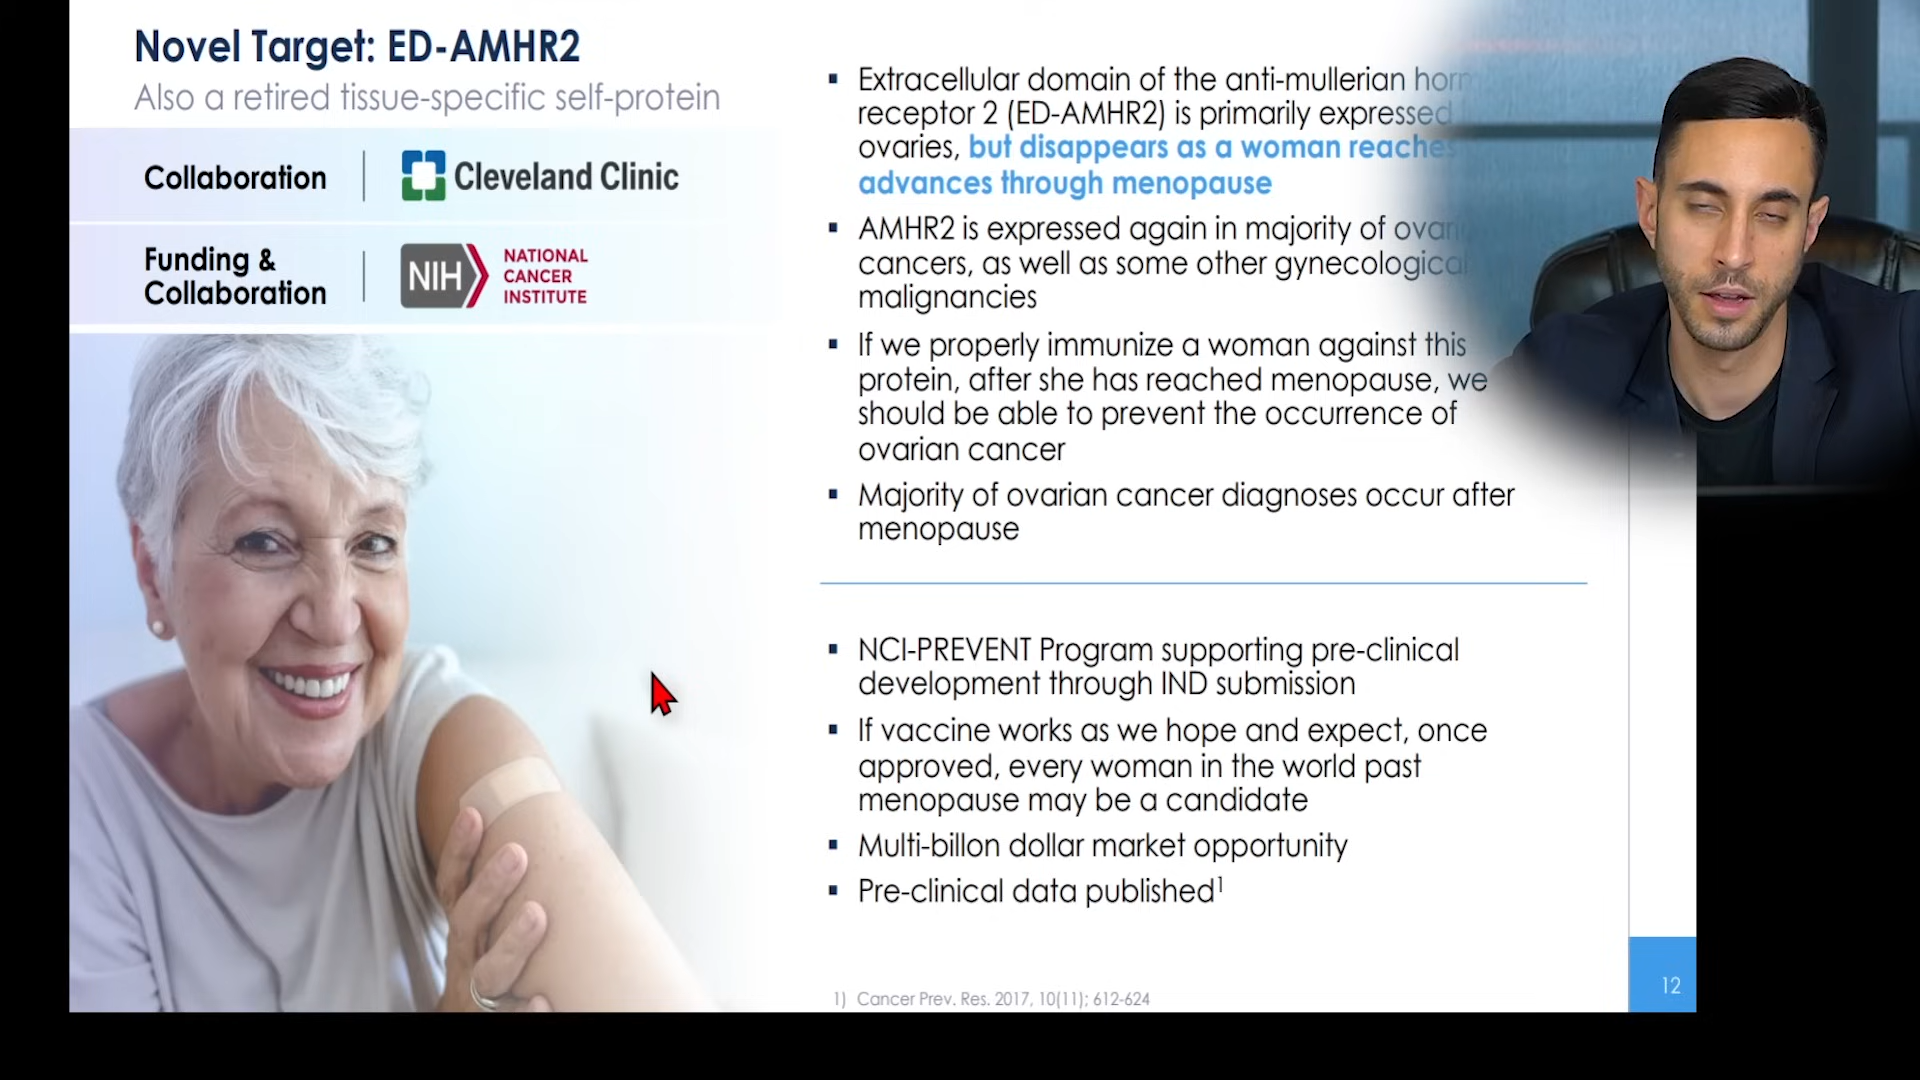 Novel Target: ED-AMHR2
Also a retired tissue-specific self-protein
Collaboration
Cleveland Clinic
Funding &
Collaboration
NIH
NATIONAL
CANCER
INSTITUTE
▪ Extracellular domain of the anti-mullerian
receptor 2 (ED-AMHR2) is primarily expressed
ovaries, but disappears as a woman reaches
advances through menopause
▪ AMHR2 is expressed again in majority of
cancers, as well as some other gynecological
malignancies
▪ If we properly immunize a woman against this
protein, after she has reached menopause, we
should be able to prevent the occurrence of
ovarian cancer
▪ Majority of ovarian cancer diagnoses occur after
menopause
▪ NCI-PREVENT Program supporting pre-clinical
development through IND submission
▪ If vaccine works as we hope and expect, once
approved, every woman in the world past
menopause may be a candidate
▪ Multi-billon dollar market opportunity
▪ Pre-clinical data published1
1) Cancer Prev. Res. 2017, 10(11); 612-624
12